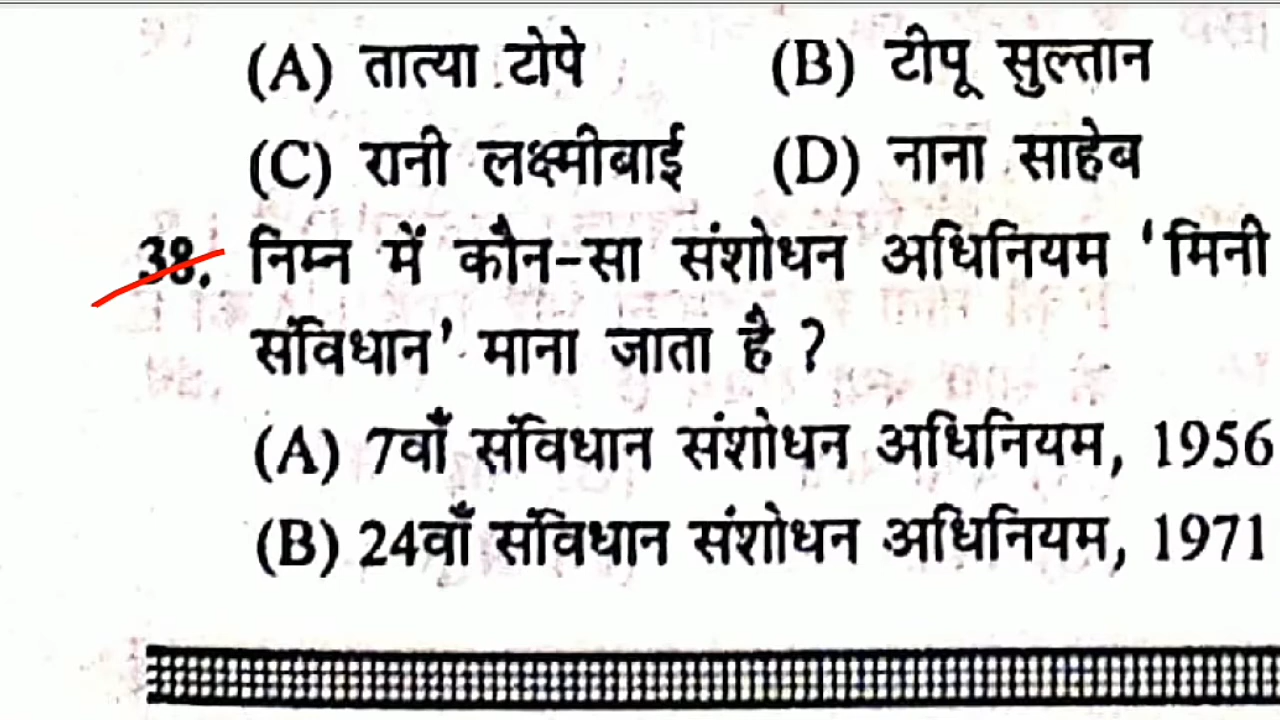 (A) तात्या टोपे (B) टीपू सुल्तान
(C) रानी लक्ष्मीबाई (D) नाना साहेब
38. निम्न में कौन-सा संशोधन अधिनियम 'मिनी
संविधान' माना जाता है ?
(A) 7वाँ संविधान संशोधन अधिनियम, 1956
(B) 24वाँ संविधान संशोधन अधिनियम, 1971